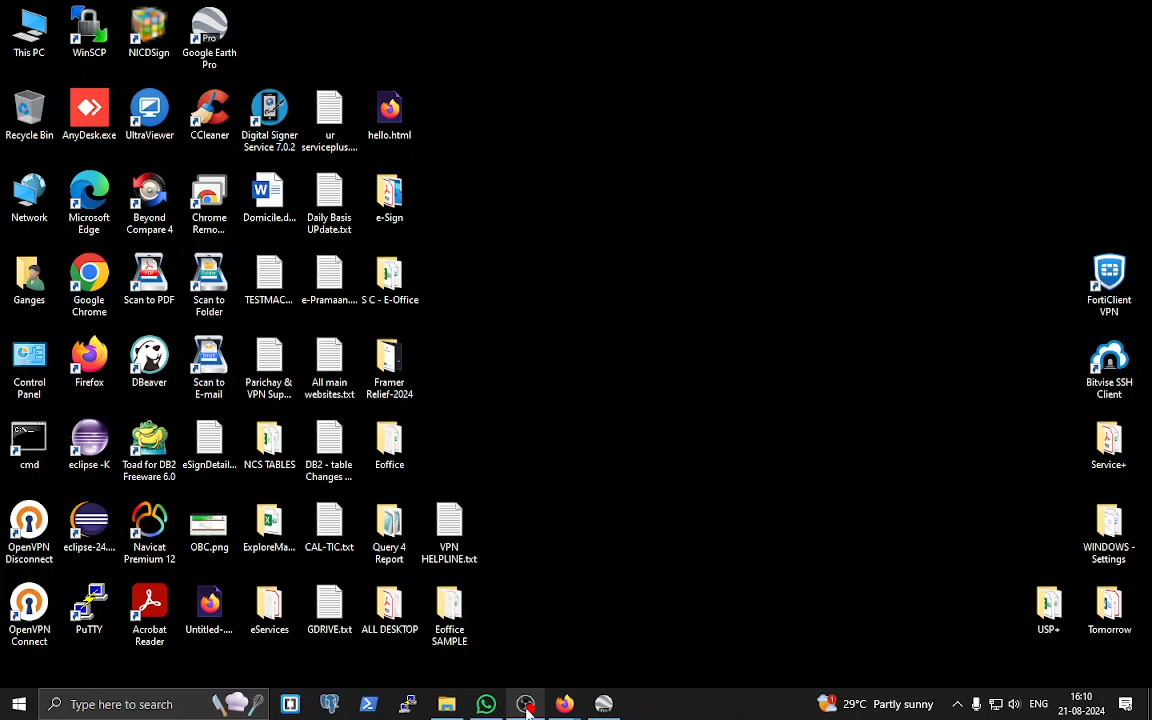 This PC
WinSCP
NICDSign
Google Earth
Pro
Recycle Bin
AnyDesk.exe
UltraViewer
CCleaner
Digital Signer
Service 7.0.2
ur
serviceplus....
hello.html
Network
Microsoft
Edge
Beyond
Compare 4
Chrome
Remo...
Domicile.d...
Daily Basis
UPdate.txt
e-Sign
Ganges
Google
Chrome
Scan to PDF
Scan to
Folder
TESTMAC...
e-Pramaan....
S C - E-Office
Control
Panel
Firefox
DBeaver
Scan to
E-mail
Parichay &
VPN Sup...
All main
websites.txt
Framer
Relief-2024
cmd
eclipse -K
Toad for DB2
Freeware 6.0
eSignDetail...
NCS TABLES
DB2 - table
Changes ...
Eoffice
OpenVPN
Disconnect
eclipse-24....
Navicat
Premium 12
OBC.png
ExploreMa...
CAL-TIC.txt
Query 4
Report
VPN
HELPLINE.txt
OpenVPN
Connect
PuTTY
Acrobat
Reader
Untitled-....
eServices
GDRIVE.txt
ALL DESKTOP
Eoffice
SAMPLE
FortiClient
VPN
Bitvise SSH
Client
Service+
WINDOWS -
Settings
USP+
Tomorrow
Type here to search
29°C Partly sunny
ENG
16:10
21-08-2024